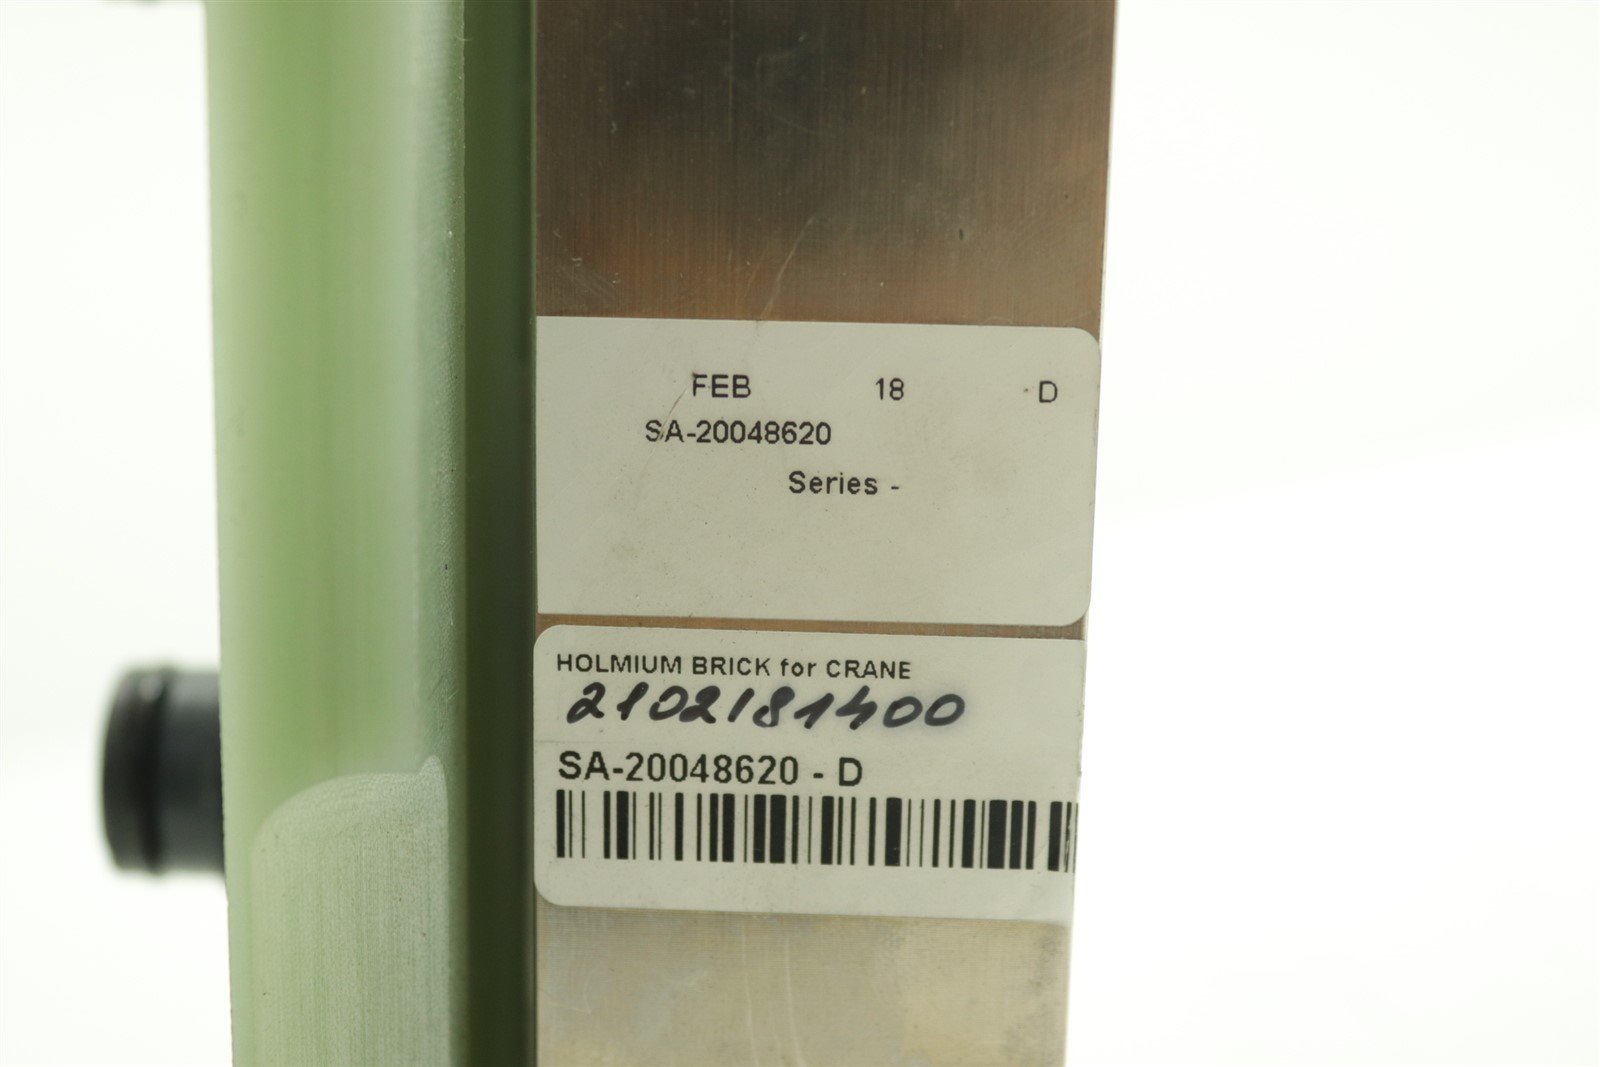 FEB 18 D
SA-20048620
Series -
HOLMIUM BRICK for CRANE
2102181400
SA-20048620 - D